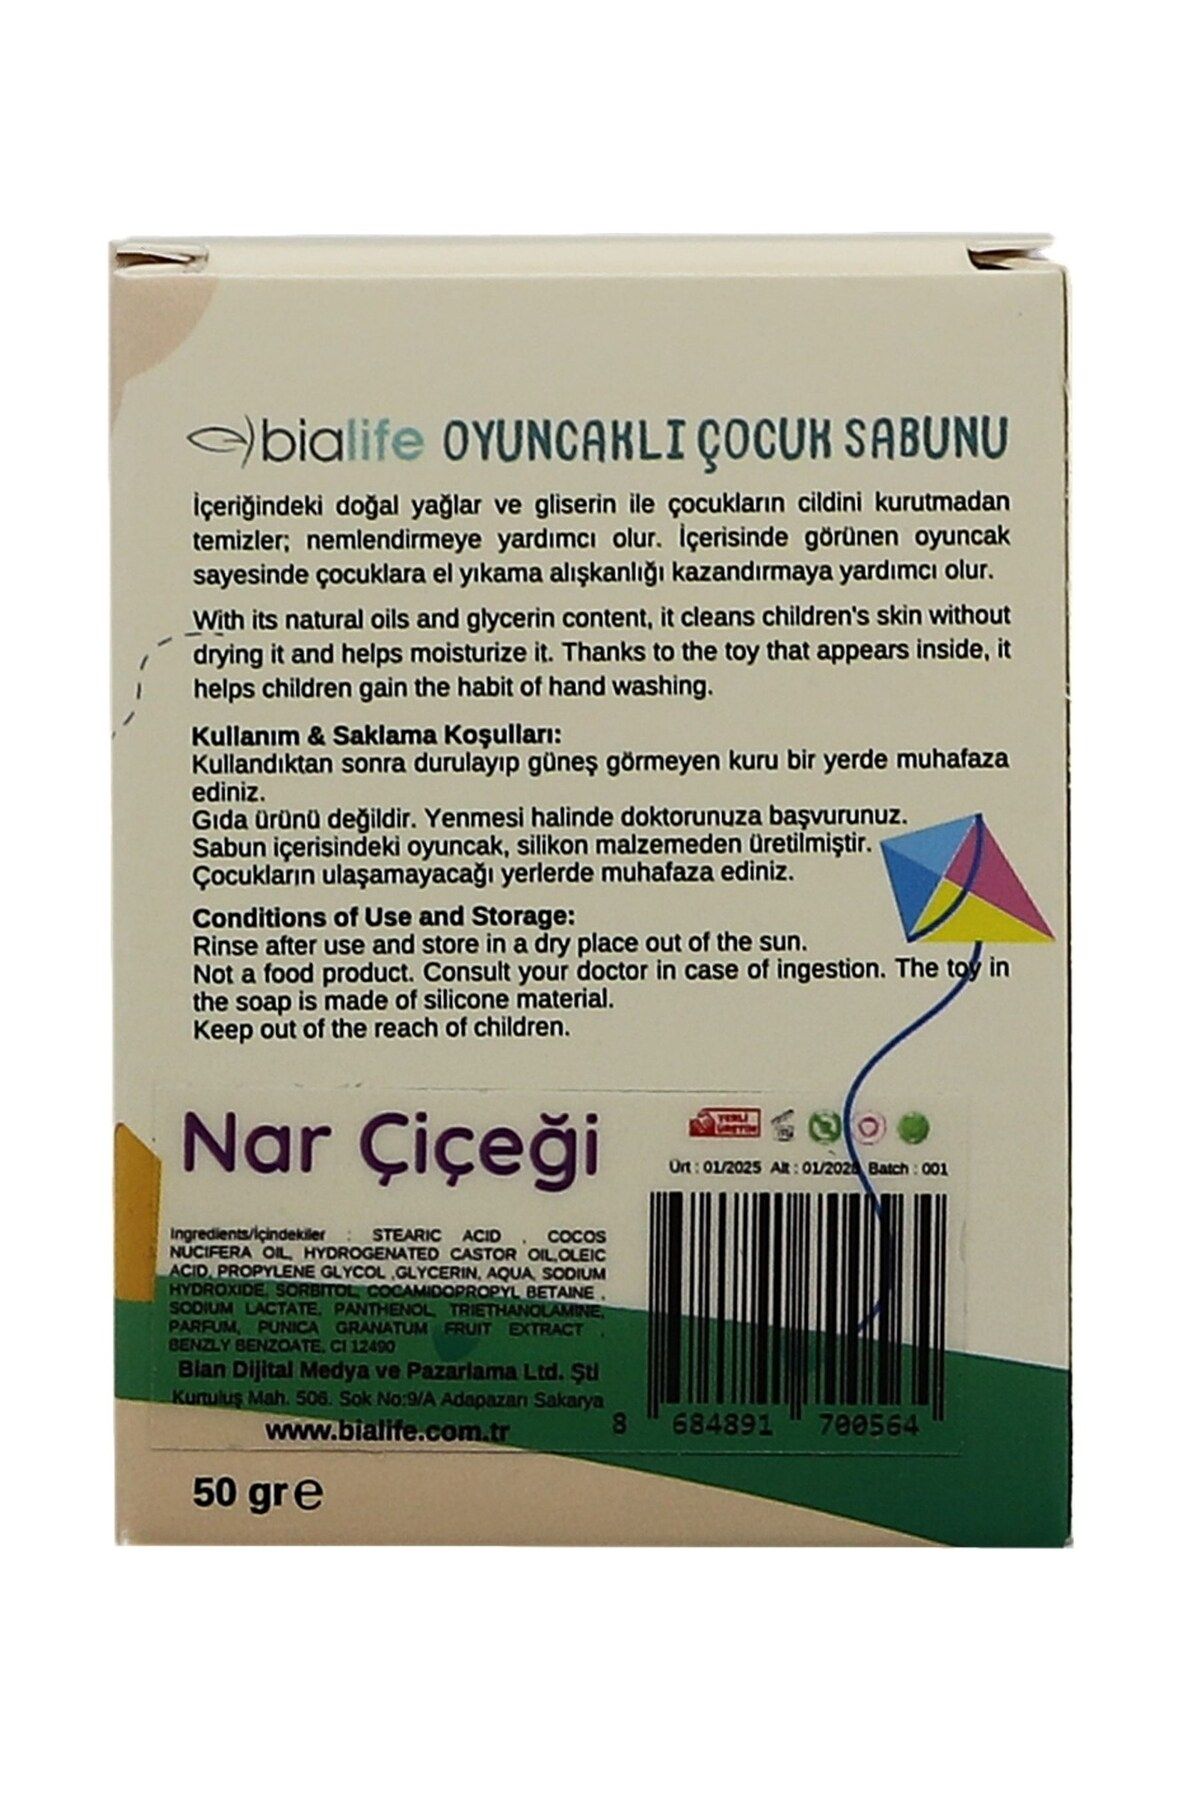 bialife OYUNCAKLI ÇOCUK SABUNU
İçeriğindeki doğal yağlar ve gliserin ile çocukların cildini kurutmadan
temizler; nemlendirmeye yardımcı olur. İçerisinde görünen oyuncak
sayesinde çocuklara el yıkama alışkanlığı kazandırmaya yardımcı olur.
With its natural oils and glycerin content, it cleans children's skin without
drying it and helps moisturize it. Thanks to the toy that appears inside, it
helps children gain the habit of hand washing.
Kullanım & Saklama Koşulları:
Kullandıktan sonra durulayıp güneş görmeyen kuru bir yerde muhafaza
ediniz.
Gıda ürünü değildir. Yenmesi halinde doktorunuza başvurunuz.
Sabun içerisindeki oyuncak, silikon malzemeden üretilmiştir.
Çocukların ulaşamayacağı yerlerde muhafaza ediniz.
Conditions of Use and Storage:
Rinse after use and store in a dry place out of the sun.
Not a food product. Consult your doctor in case of ingestion. The toy in
the soap is made of silicone material.
Keep out of the reach of children.
Nar Çiçeği
YERLİ
ÜRETİM
Ürt : 01/2025 Alt : 01/2028 Batch : 001
Ingredients/İçindekiler : STEARIC ACID , COCOS
NUCIFERA OIL, HYDROGENATED CASTOR OIL,OLEIC
ACID, PROPYLENE GLYCOL ,GLYCERIN, AQUA, SODIUM
HYDROXIDE, SORBITOL, COCAMIDOPROPYL BETAINE ,
SODIUM LACTATE, PANTHENOL, TRIETHANOLAMINE,
PARFUM, PUNICA GRANATUM FRUIT EXTRACT ,
BENZLY BENZOATE, CI 12490
Bian Dijital Medya ve Pazarlama Ltd. Şti
Kurtuluş Mah. 506. Sok No:9/A Adapazarı Sakarya
www.bialife.com.tr
8 684891 700564
50 gr e